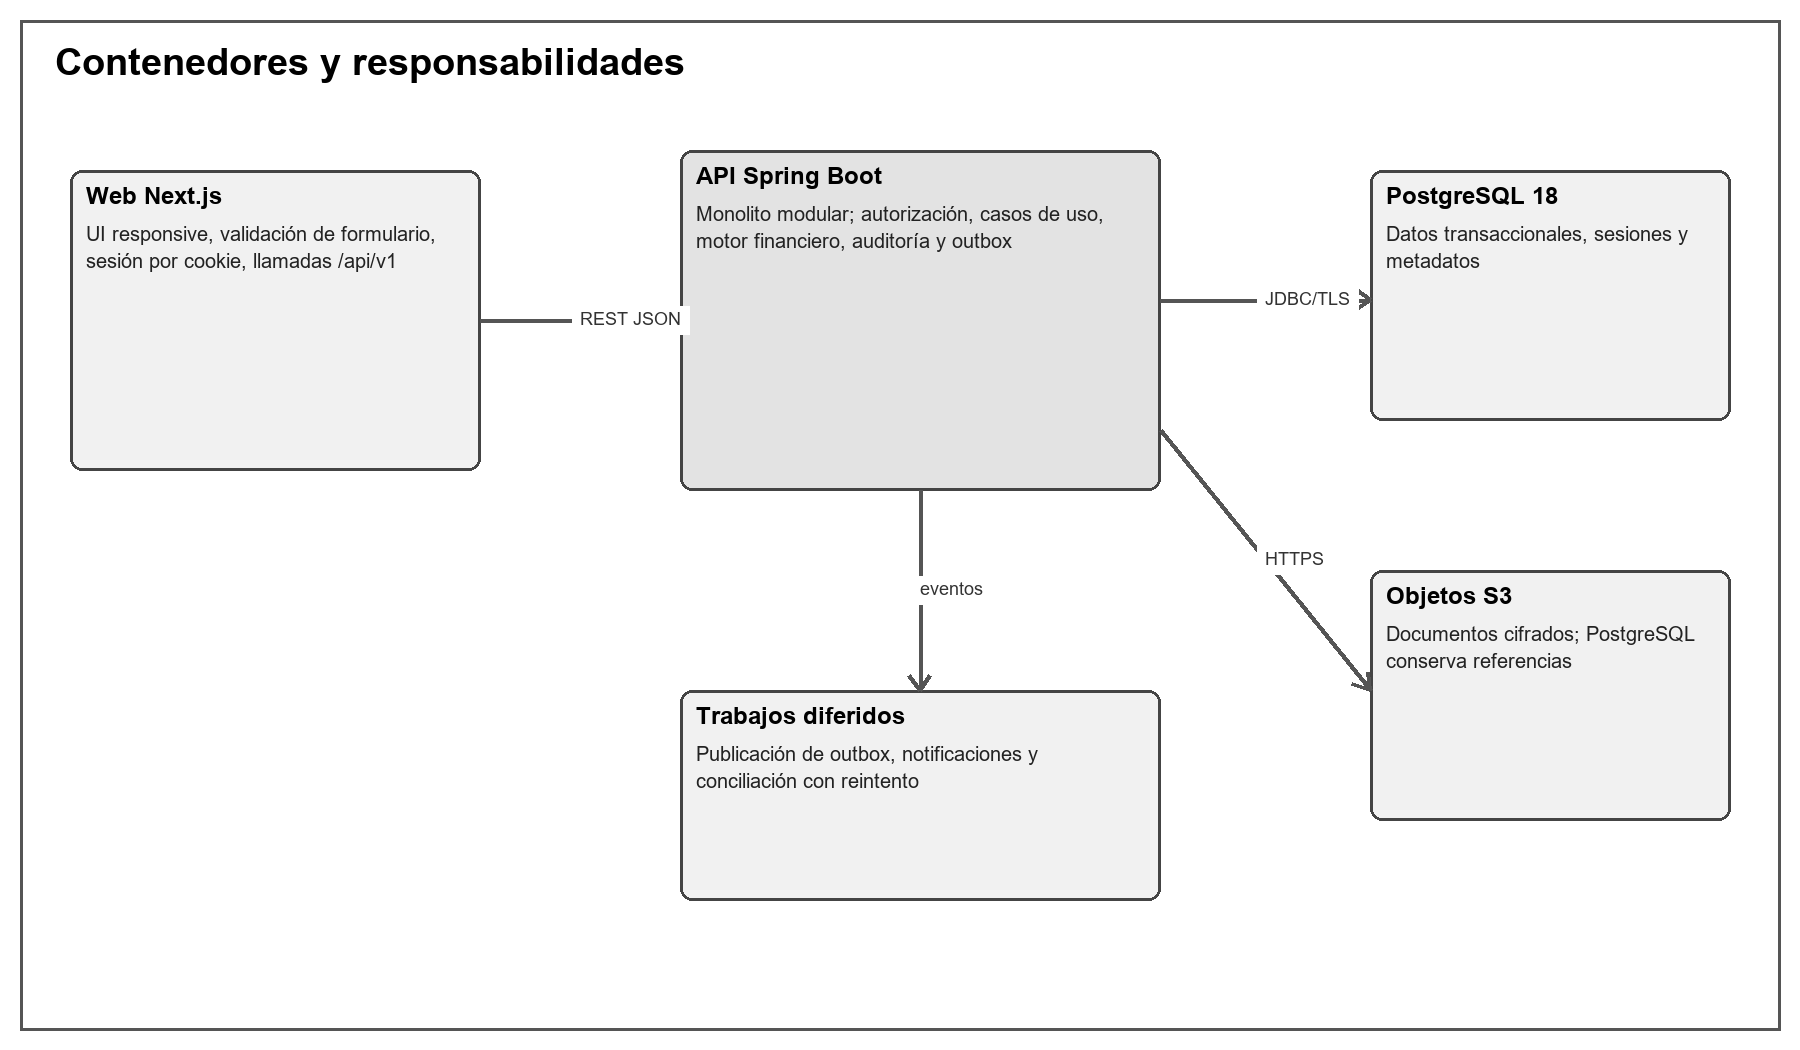 Contenedores y responsabilidades
Web Next.js
UI responsive, validación de formulario,
sesión por cookie, llamadas /api/v1
REST JSON
API Spring Boot
Monolito modular; autorización, casos de uso,
motor financiero, auditoría y outbox
JDBC/TLS
PostgreSQL 18
Datos transaccionales, sesiones y
metadatos
HTTPS
Objetos S3
Documentos cifrados; PostgreSQL
conserva referencias
eventos
Trabajos diferidos
Publicación de outbox, notificaciones y
conciliación con reintento